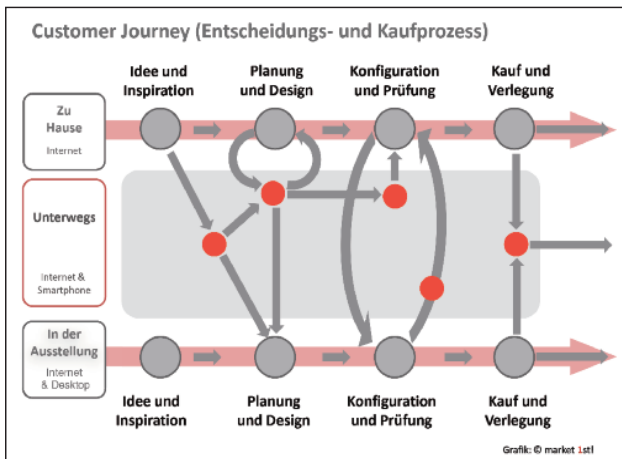 Customer Journey (Entscheidungs- und Kaufprozess)
Idee und
Inspiration
Planung
und Design
Konfiguration
und Prüfung
Kauf und
Verlegung
Zu
Hause
Internet
Unterwegs
Internet &
Smartphone
In der
Ausstellung
Internet
& Desktop
Idee und
Inspiration
Planung
und Design
Konfiguration
und Prüfung
Kauf und
Verlegung
Grafik: © market 1stl